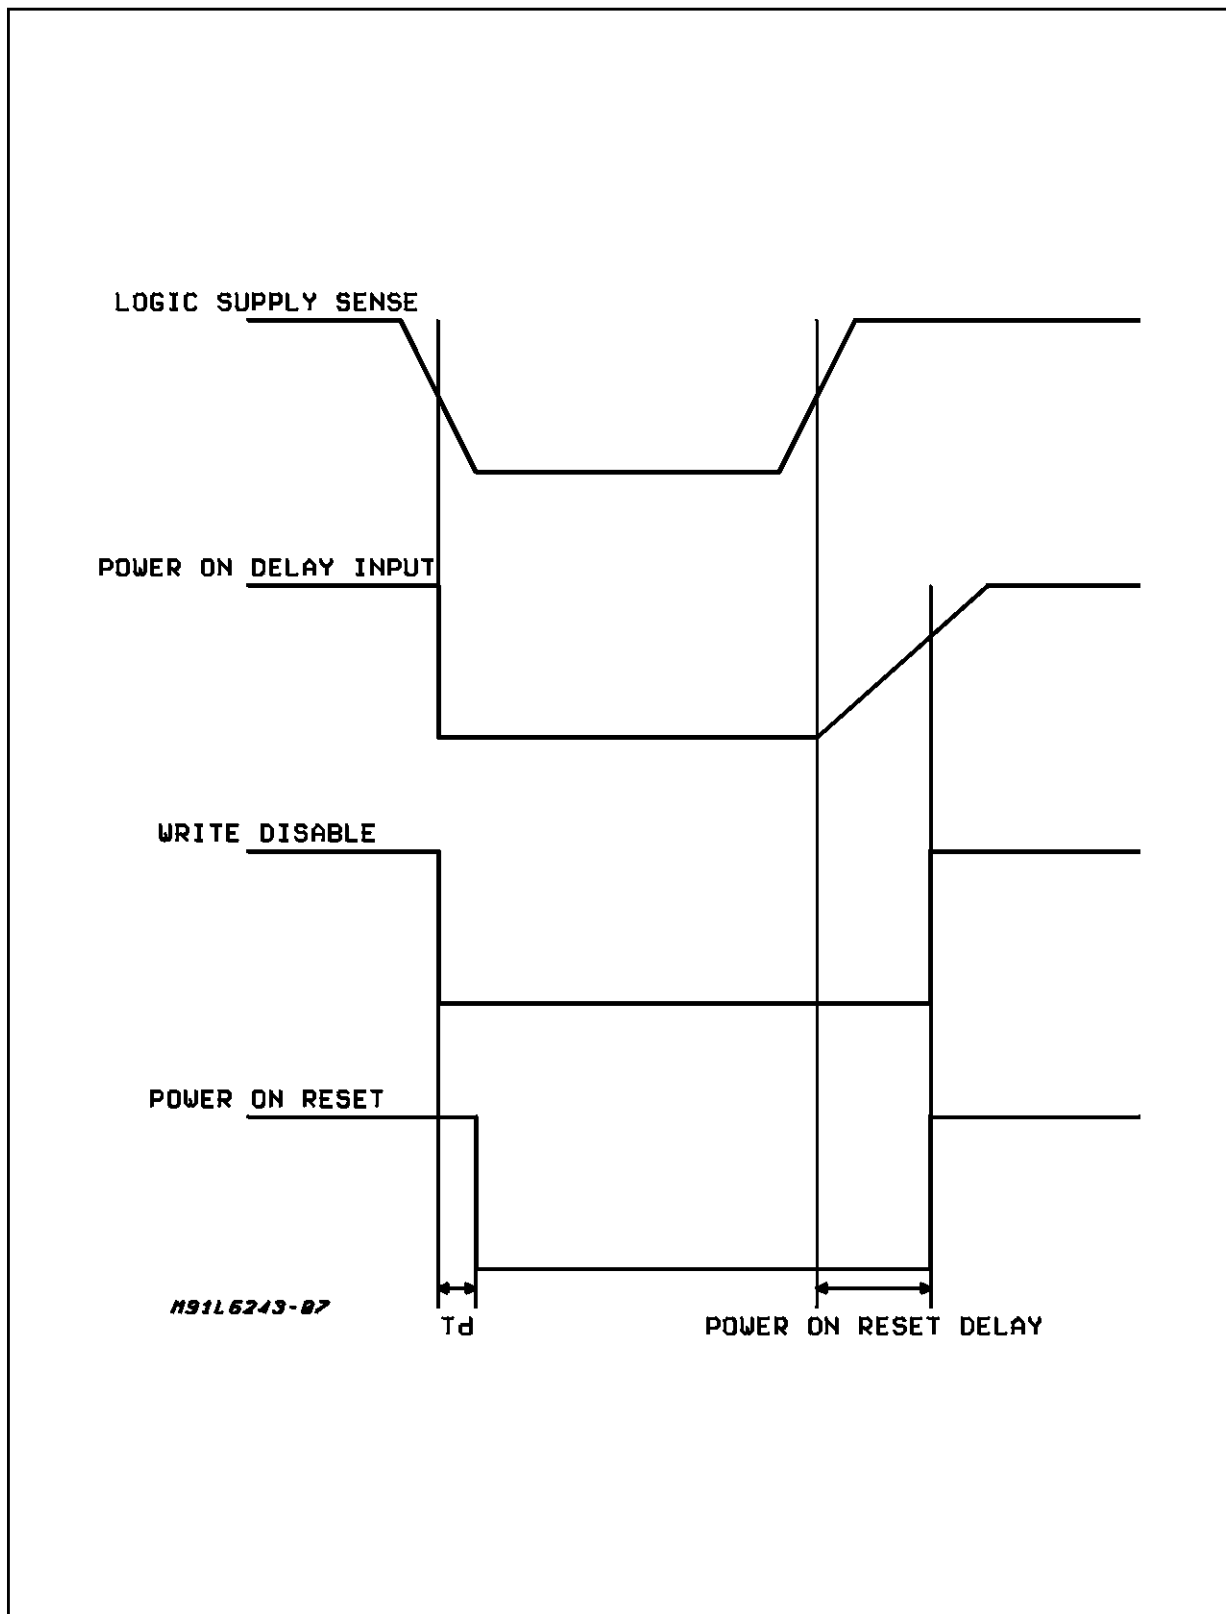 LOGIC SUPPLY SENSE
POWER ON DELAY INPUT
WRITE DISABLE
POWER ON RESET
M91L6243-07
Td
POWER ON RESET DELAY